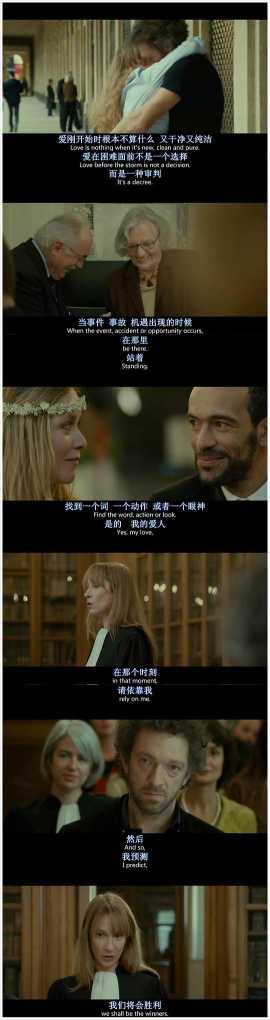 爱刚开始时根本不算什么 又干净又纯洁
Love is nothing when it's new, clean and pure.
爱在困难面前不是一个选择
Love before the storm is not a decision.
而是一种审判
It's a decree.
当事件 事故 机遇出现的时候
When the event, accident or opportunity occurs,
在那里
be there.
站着
Standing.
找到一个词 一个动作 或者一个眼神
Find the word, action or look.
是的 我的爱人
Yes, my love,
在那个时刻
in that moment,
请依靠我
rely on me.
然后
And so,
我预测
I predict,
我们将会胜利
we shall be the winners.